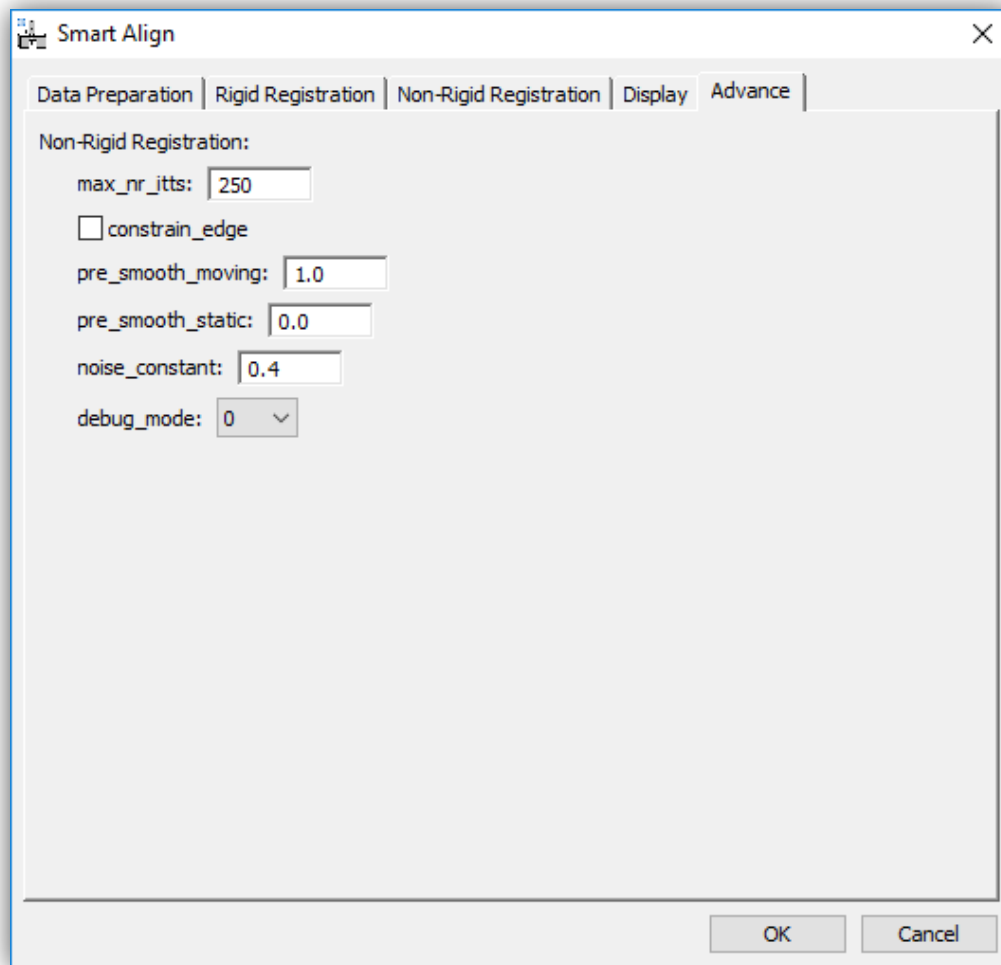 Smart Align
Data Preparation Rigid Registration Non-Rigid Registration Display Advance
Non-Rigid Registration:
max_nr_itts: 250
constrain_edge
pre_smooth_moving: 1.0
pre_smooth_static: 0.0
noise_constant: 0.4
debug_mode: 0
OK Cancel